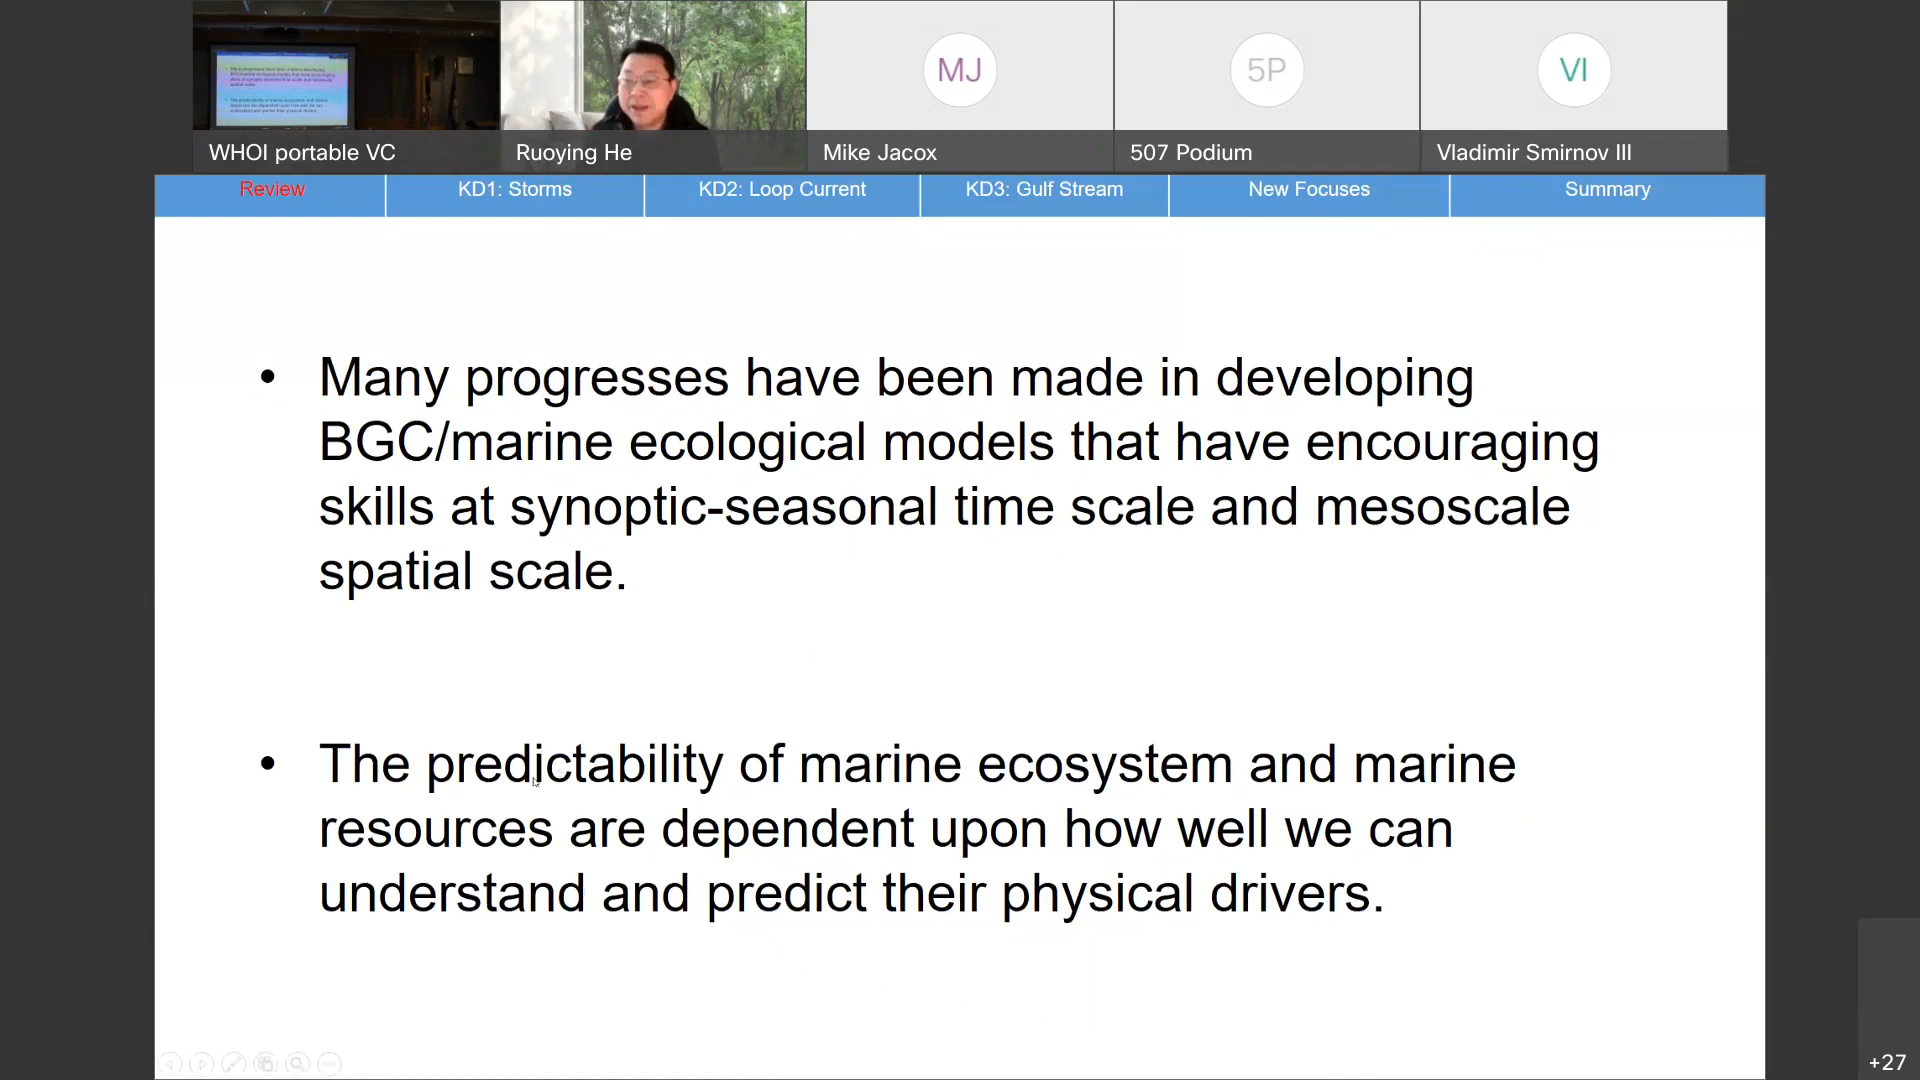 MJ
5P
VI
WHOI portable VC
Ruoying He
Mike Jacox
507 Podium
Vladimir Smirnov III
Review
KD1: Storms
KD2: Loop Current
KD3: Gulf Stream
New Focuses
Summary
• Many progresses have been made in developing
BGC/marine ecological models that have encouraging
skills at synoptic-seasonal time scale and mesoscale
spatial scale.
• The predictability of marine ecosystem and marine
resources are dependent upon how well we can
understand and predict their physical drivers.
+27